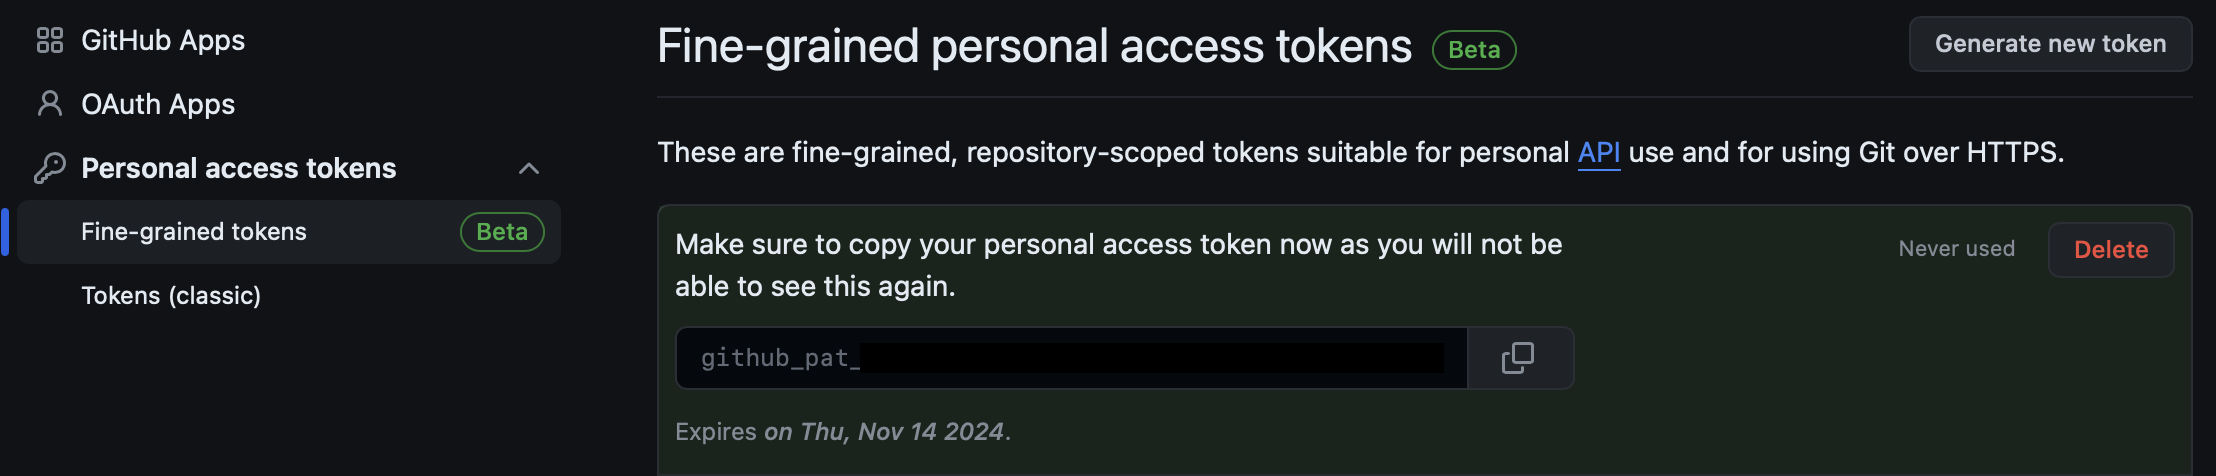 GitHub Apps
OAuth Apps
Personal access tokens
Fine-grained tokens Beta
Tokens (classic)
Fine-grained personal access tokens Beta
Generate new token
These are fine-grained, repository-scoped tokens suitable for personal API use and for using Git over HTTPS.
Make sure to copy your personal access token now as you will not be
able to see this again.
Never used
Delete
github_pat_
Expires on Thu, Nov 14 2024.